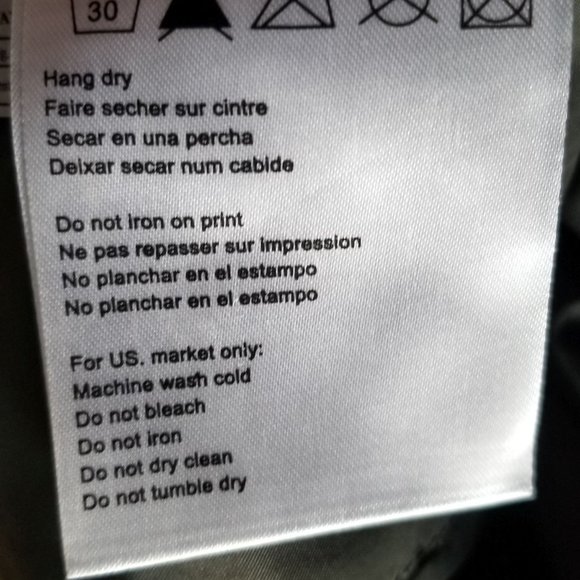 30
Hang dry
Faire secher sur cintre
Secar en una percha
Deixar secar num cabide
Do not iron on print
Ne pas repasser sur impression
No planchar en el estampo
No planchar en el estampo
For US. market only:
Machine wash cold
Do not bleach
Do not iron
Do not dry clean
Do not tumble dry